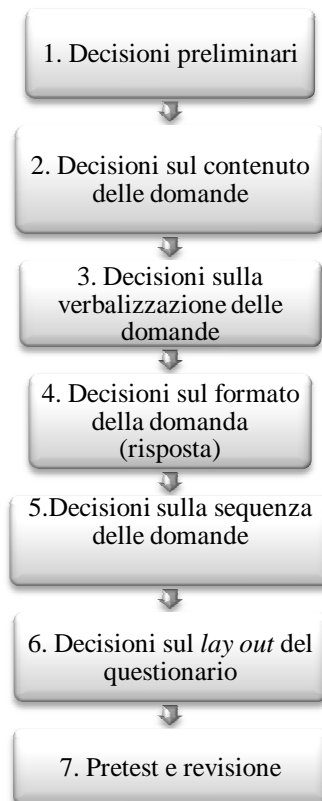 1. Decisioni preliminari
2. Decisioni sul contenuto
delle domande
3. Decisioni sulla
verbalizzazione delle
domande
4. Decisioni sul formato
della domanda
(risposta)
5.Decisioni sulla sequenza
delle domande
6. Decisioni sul lay out del
questionario
7. Pretest e revisione